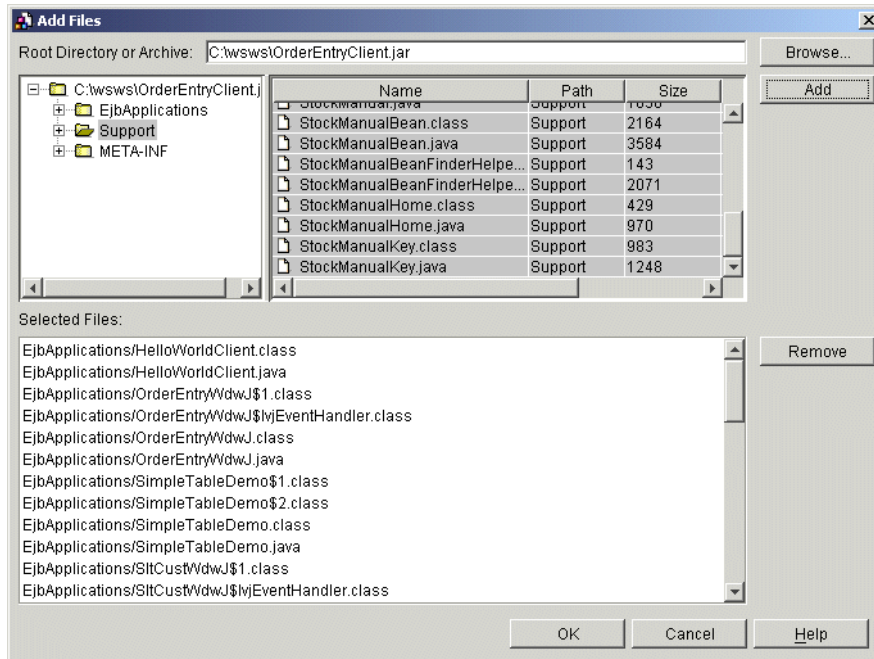 Add Files
Root Directory or Archive: C:\wsws\OrderEntryClient.jar Browse...
C:\wsws\OrderEntryClient.j
EjbApplications
Support
META-INF
Name Path Size
StockManual.java Support 1636
StockManualBean.class Support 2164
StockManualBean.java Support 3584
StockManualBeanFinderHelpe... Support 143
StockManualBeanFinderHelpe... Support 2071
StockManualHome.class Support 429
StockManualHome.java Support 970
StockManualKey.class Support 983
StockManualKey.java Support 1248
Add
Selected Files:
EjbApplications/HelloWorldClient.class
EjbApplications/HelloWorldClient.java
EjbApplications/OrderEntryWdwJ$1.class
EjbApplications/OrderEntryWdwJ$IvjEventHandler.class
EjbApplications/OrderEntryWdwJ.class
EjbApplications/OrderEntryWdwJ.java
EjbApplications/SimpleTableDemo$1.class
EjbApplications/SimpleTableDemo$2.class
EjbApplications/SimpleTableDemo.class
EjbApplications/SimpleTableDemo.java
EjbApplications/SltCustWdwJ$1.class
EjbApplications/SltCustWdwJ$IvjEventHandler.class
Remove
OK Cancel Help